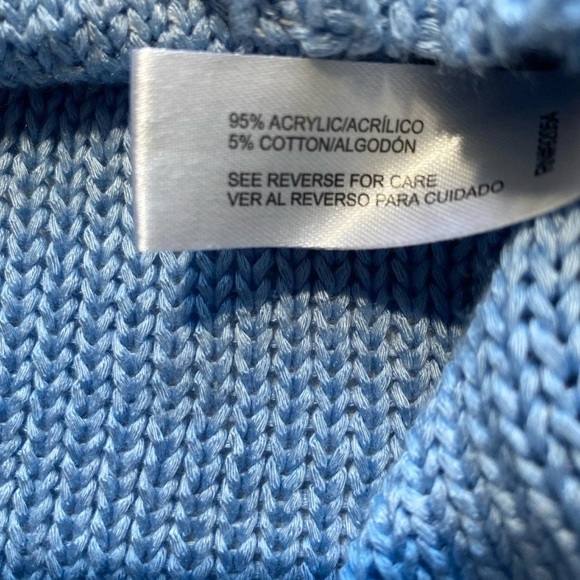 95% ACRYLIC/ACRÍLICO
5% COTTON/ALGODÓN
SEE REVERSE FOR CARE
VER AL REVERSO PARA CUIDADO